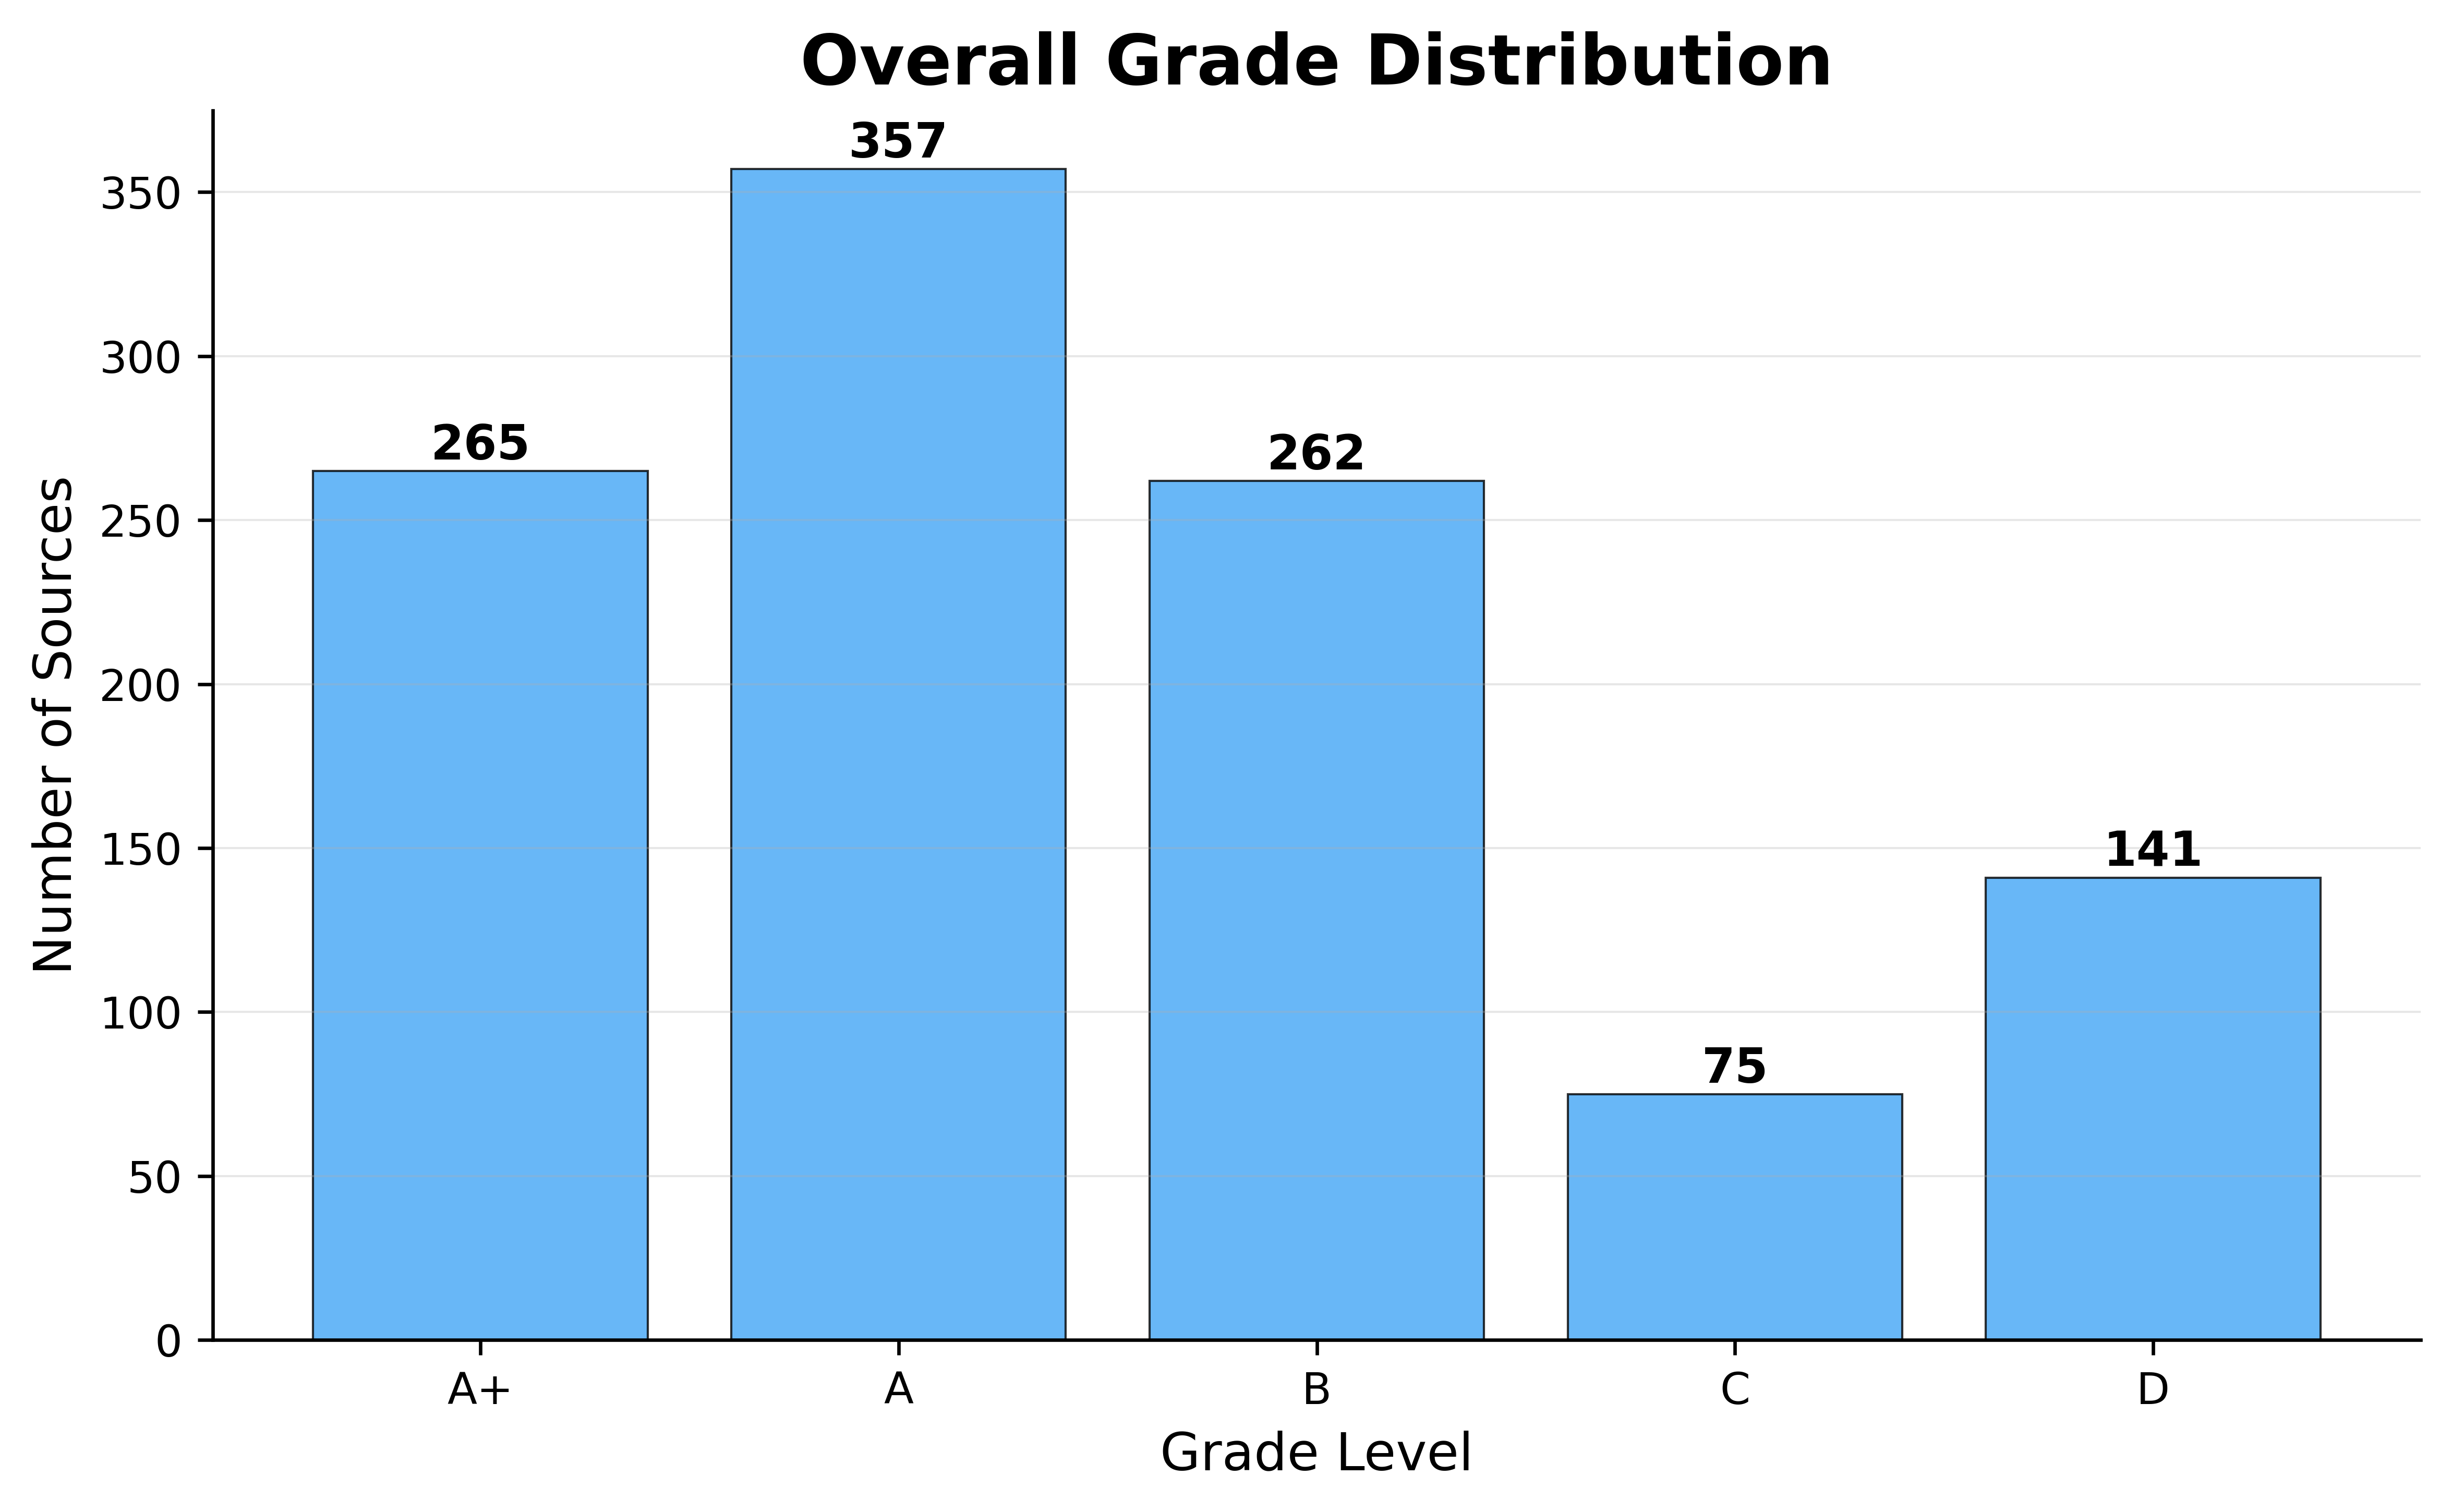 Overall Grade Distribution
Number of Sources
350
300
250
200
150
100
50
0
265
357
262
75
141
A+
A
B
C
D
Grade Level